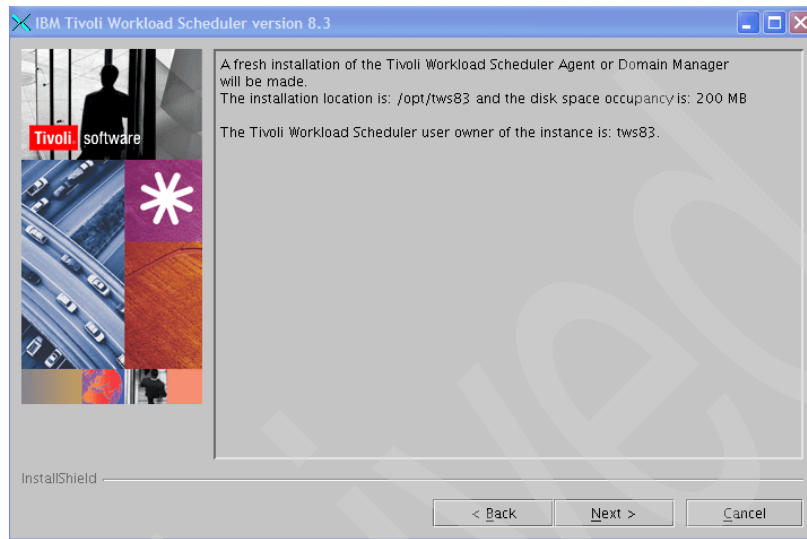 IBM Tivoli Workload Scheduler version 8.3
A fresh installation of the Tivoli Workload Scheduler Agent or Domain Manager
will be made.
The installation location is: /opt/tws83 and the disk space occupancy is: 200 MB
The Tivoli Workload Scheduler user owner of the instance is: tws83.
Tivoli software
InstallShield
< Back
Next >
Cancel